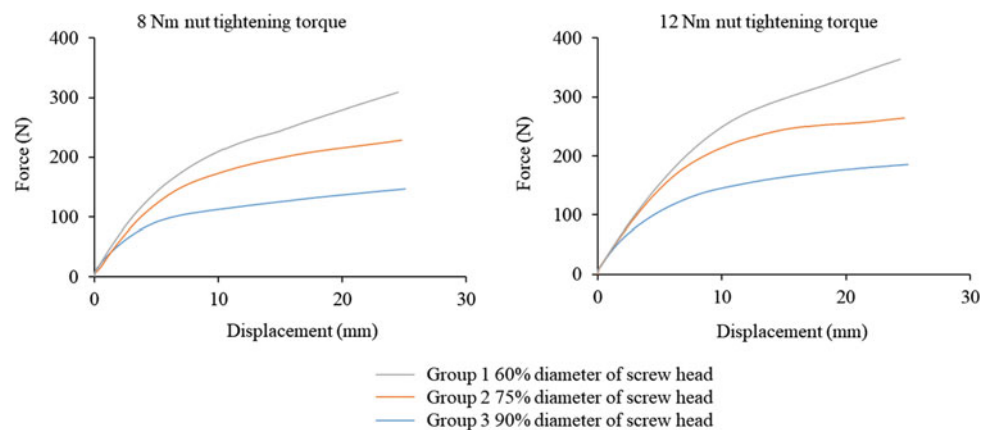 8 Nm nut tightening torque
400
300
200
100
0
0 10 20 30
Force (N)
Displacement (mm)
12 Nm nut tightening torque
400
300
200
100
0
0 10 20 30
Force (N)
Displacement (mm)
Group 1 60% diameter of screw head
Group 2 75% diameter of screw head
Group 3 90% diameter of screw head